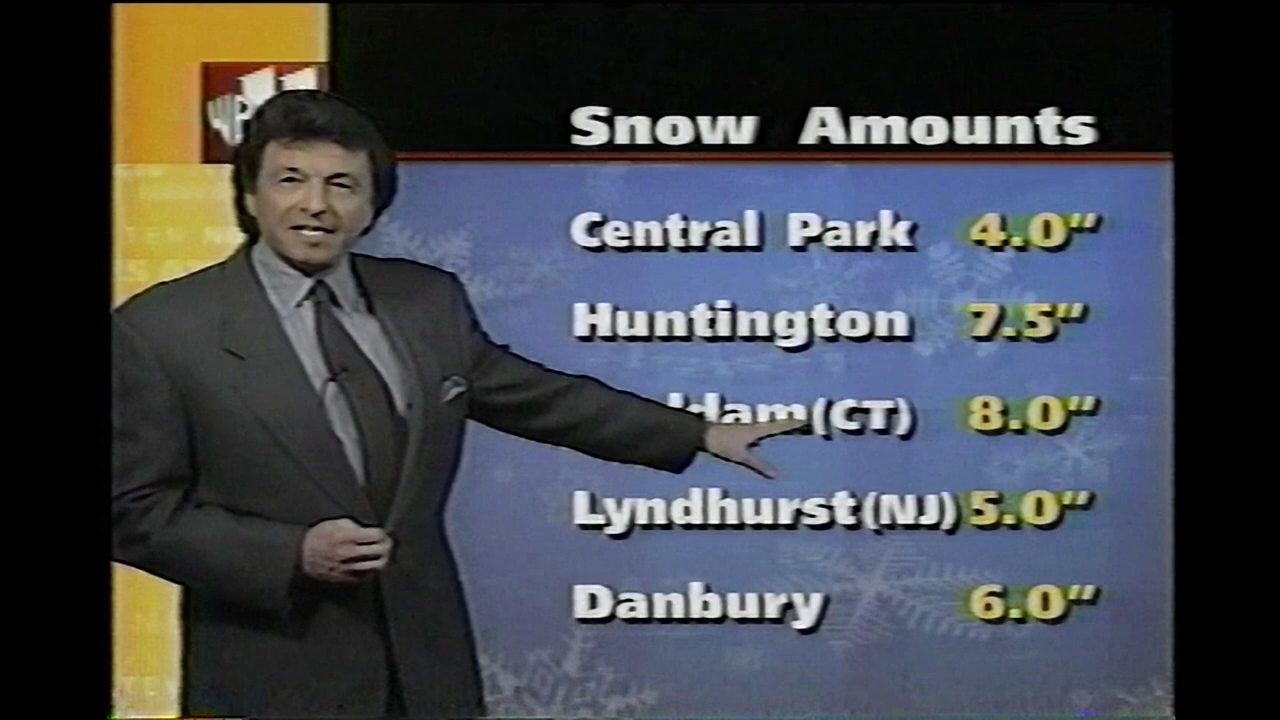 Snow Amounts
Central Park 4.0"
Huntington 7.5"
(CT) 8.0"
Lyndhurst (NJ) 5.0"
Danbury 6.0"